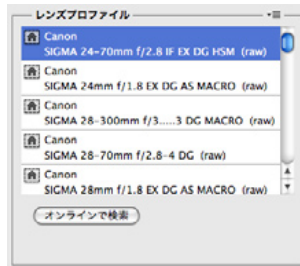 レンズプロファイル
Canon
SIGMA 24-70mm f/2.8 IF EX DG HSM (raw)
Canon
SIGMA 24mm f/1.8 EX DG AS MACRO (raw)
Canon
SIGMA 28-300mm f/3.....3 DG MACRO (raw)
Canon
SIGMA 28-70mm f/2.8-4 DG (raw)
Canon
SIGMA 28mm f/1.8 EX DG AS MACRO (raw)
オンラインで検索